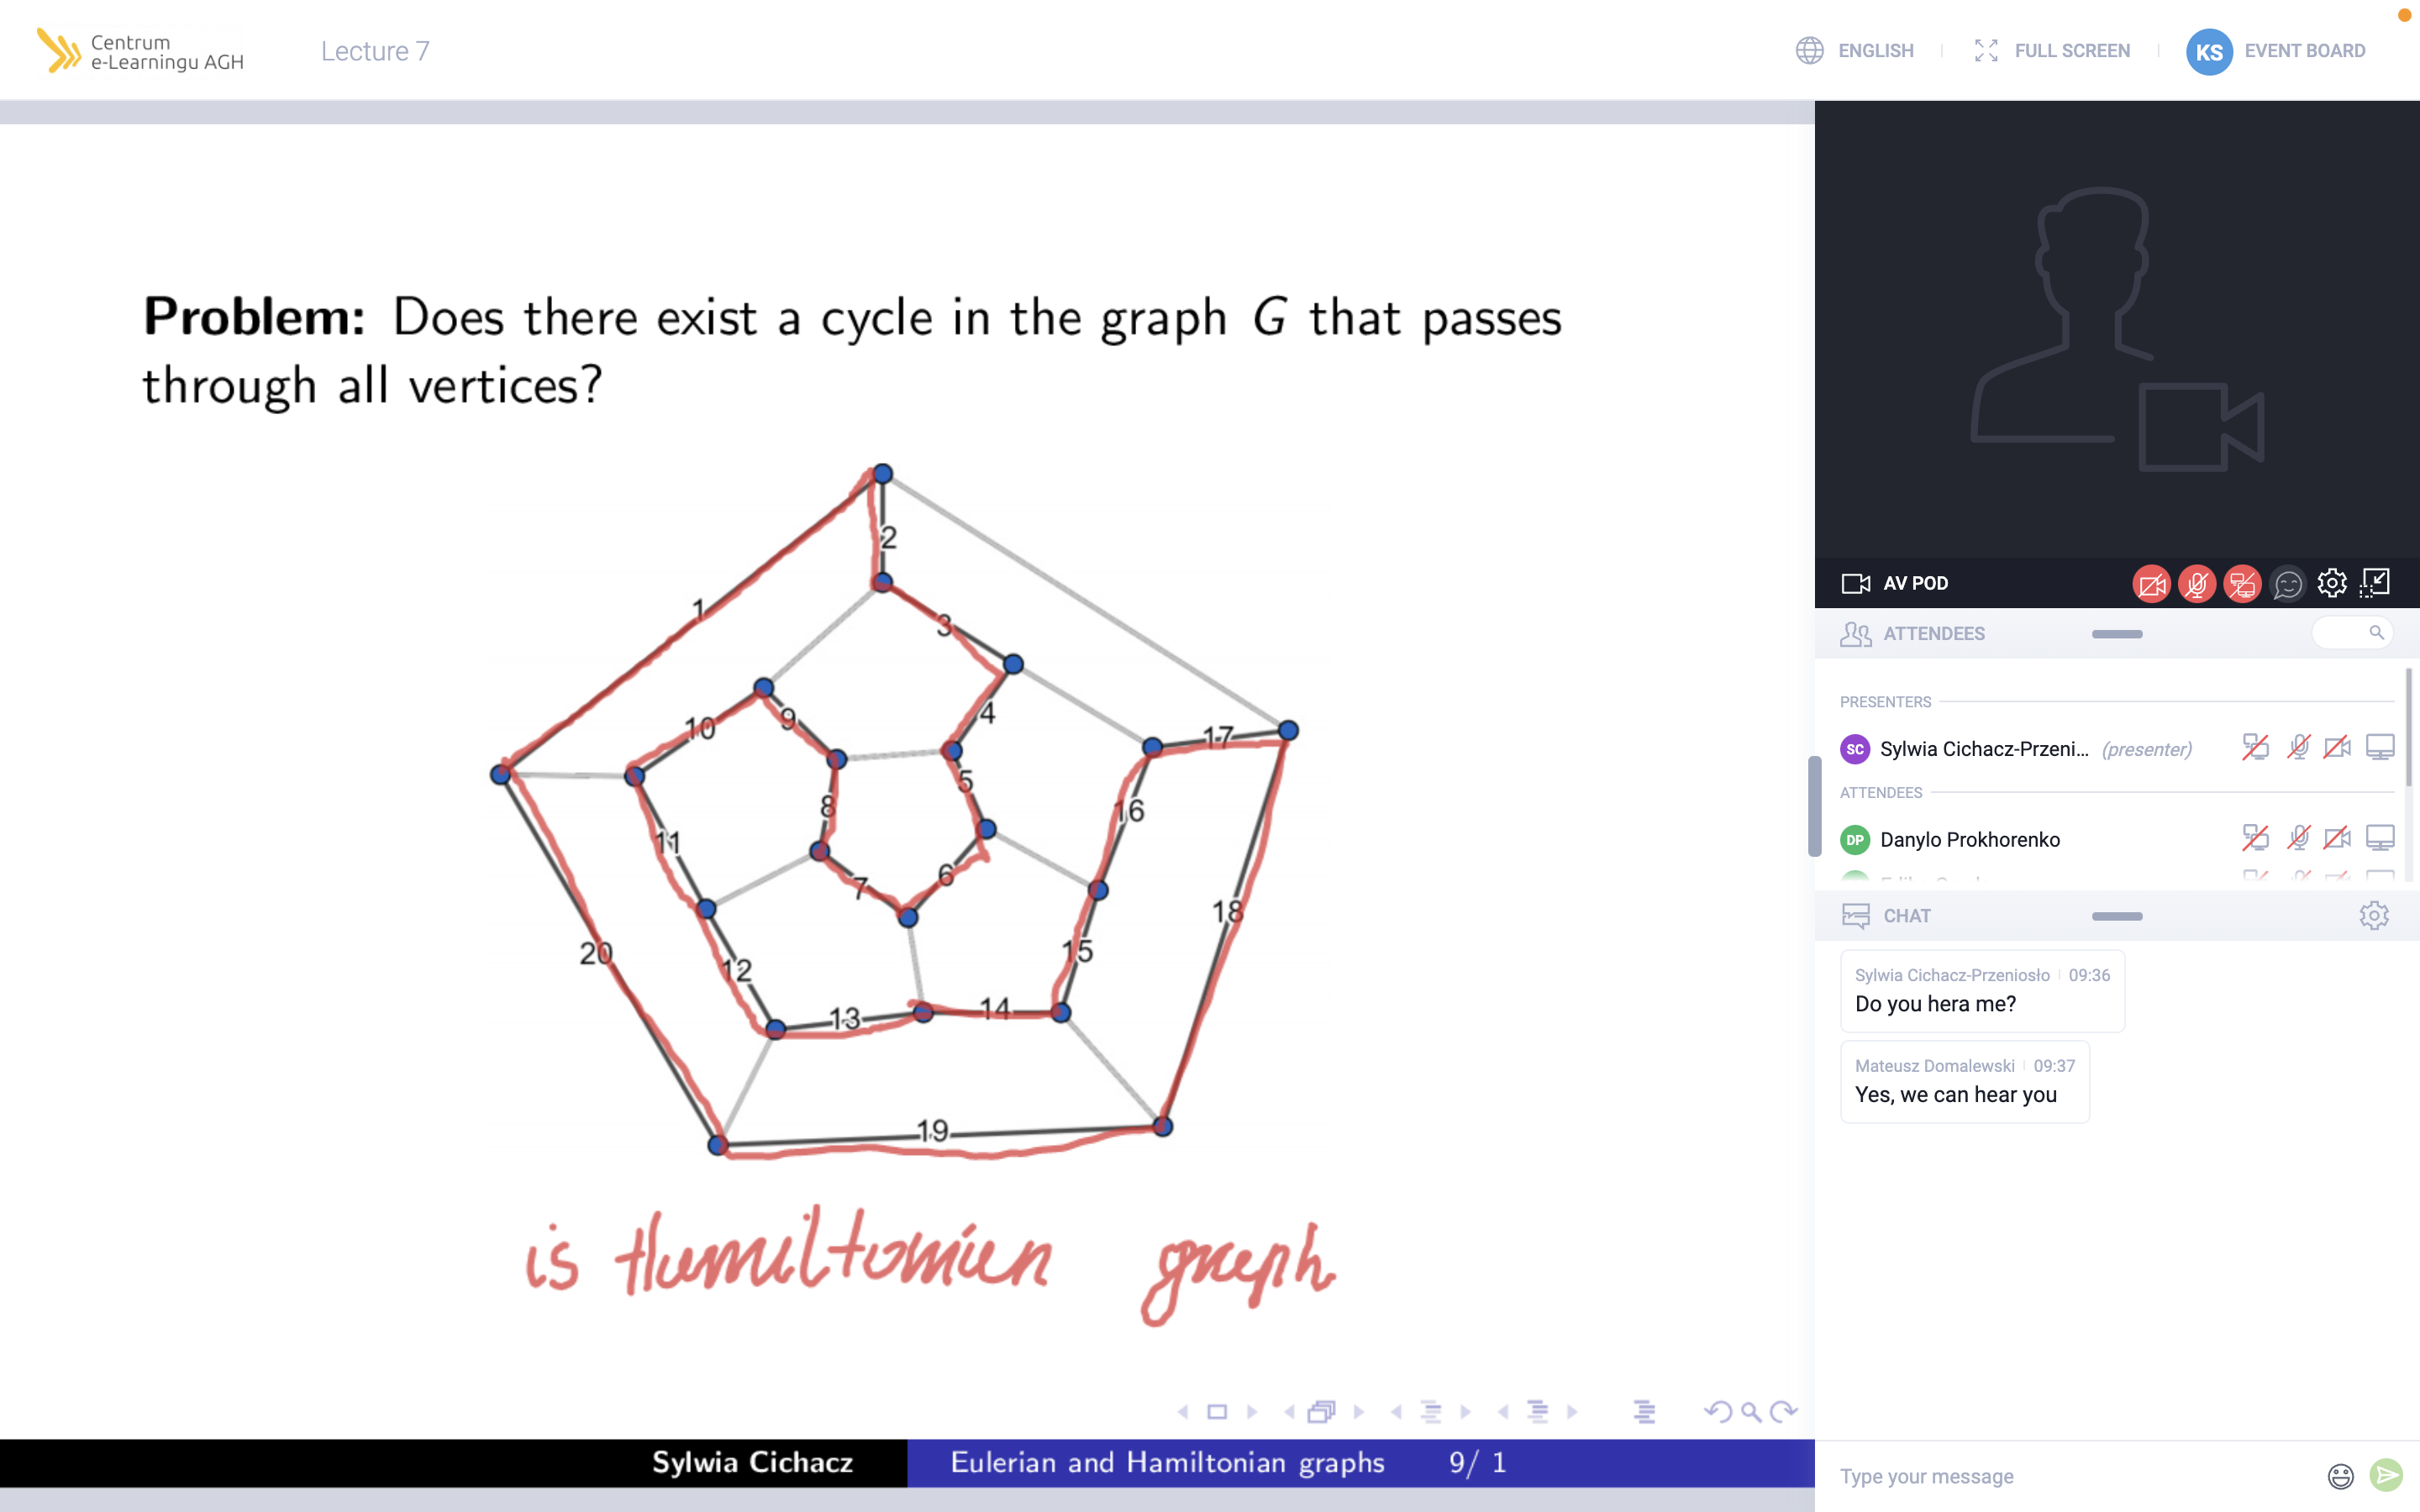 Centrum
e-Learningu AGH
Lecture 7
ENGLISH
FULL SCREEN
KS
EVENT BOARD
Problem: Does there exist a cycle in the graph G that passes
through all vertices?
1
2
3
4
5
6
7
8
9
10
11
12
13
14
15
16
17
18
19
20
is Hamiltonian graph
Sylwia Cichacz
Eulerian and Hamiltonian graphs
9/ 1
AV POD
ATTENDEES
PRESENTERS
SC Sylwia Cichacz-Przeni... (presenter)
ATTENDEES
DP Danylo Prokhorenko
CHAT
Sylwia Cichacz-Przeniosło 09:36
Do you hera me?
Mateusz Domalewski 09:37
Yes, we can hear you
Type your message